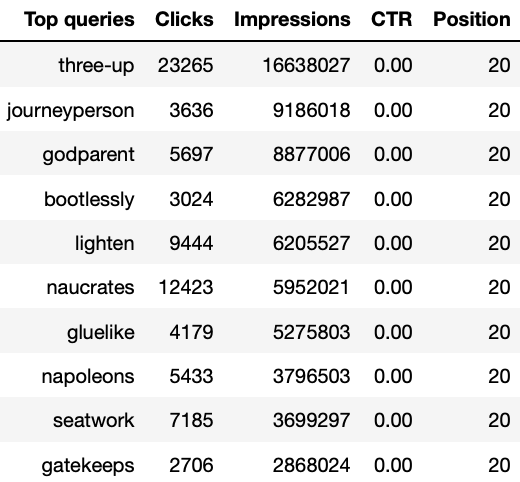 Top queries Clicks Impressions CTR Position
three-up 23265 16638027 0.00 20
journeyperson 3636 9186018 0.00 20
godparent 5697 8877006 0.00 20
bootlessly 3024 6282987 0.00 20
lighten 9444 6205527 0.00 20
naucrates 12423 5952021 0.00 20
gluelike 4179 5275803 0.00 20
napoleons 5433 3796503 0.00 20
seatwork 7185 3699297 0.00 20
gatekeeps 2706 2868024 0.00 20